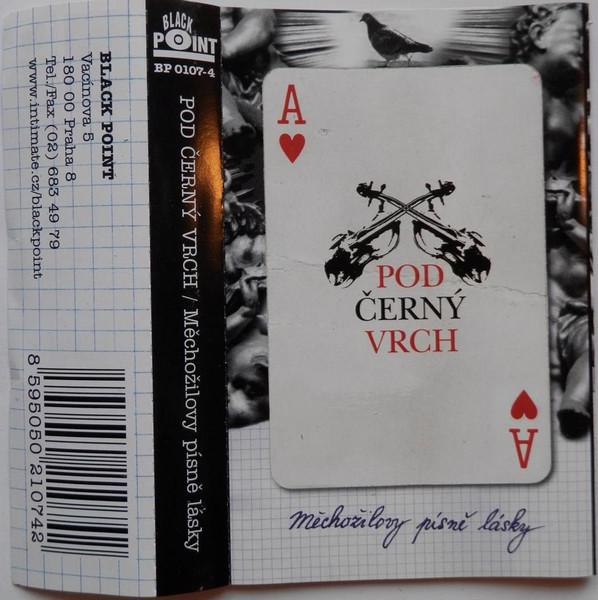 BLACK POINT
Vacínova 5
180 00 Praha 8
Tel./Fax (02) 683 49 79
www.intimate.cz/blackpoint
8 595050 210742
BLACK
POINT
BP 0107-4
POD ČERNÝ VRCH / Měchožilovy písně lásky
A
POD
ČERNÝ
VRCH
A
Měchožilovy písně lásky